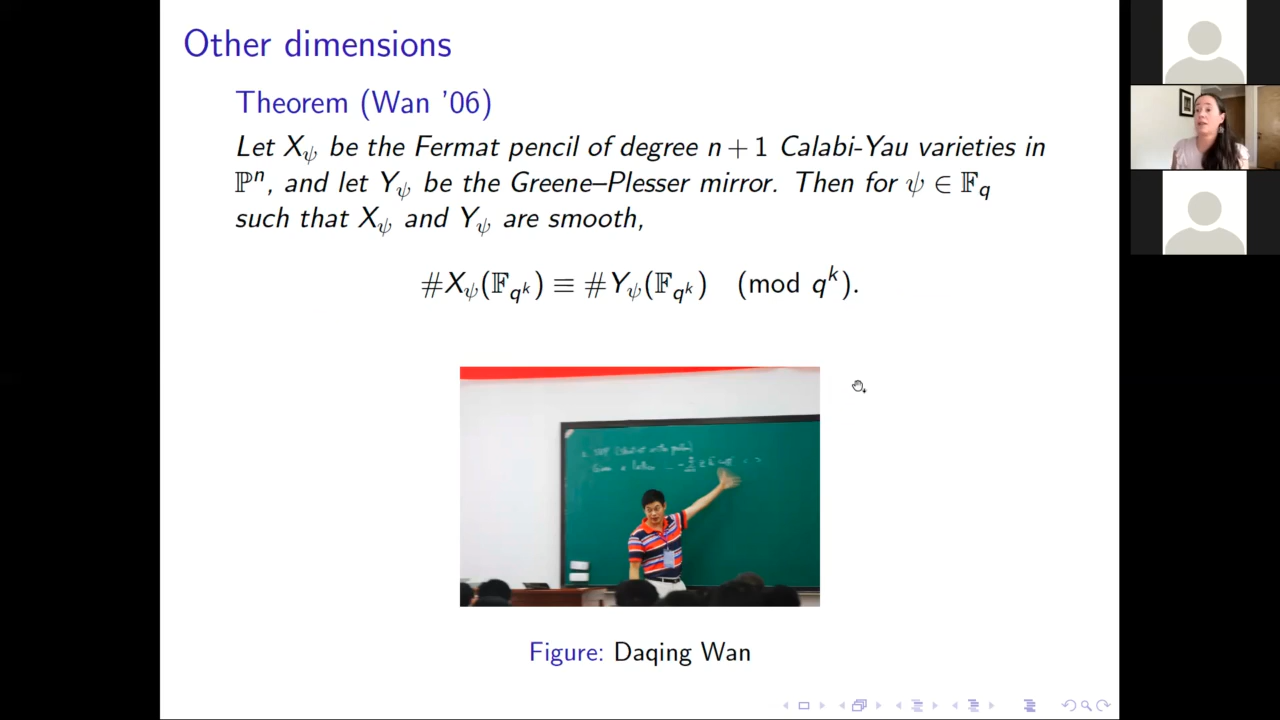 Other dimensions
Theorem (Wan ’06)
Let X_ψ be the Fermat pencil of degree n + 1 Calabi-Yau varieties in
ℙ^n, and let Y_ψ be the Greene–Plesser mirror. Then for ψ ∈ 𝔽_q
such that X_ψ and Y_ψ are smooth,
#X_ψ(𝔽_{q^k}) ≡ #Y_ψ(𝔽_{q^k}) (mod q^k).
Figure: Daqing Wan